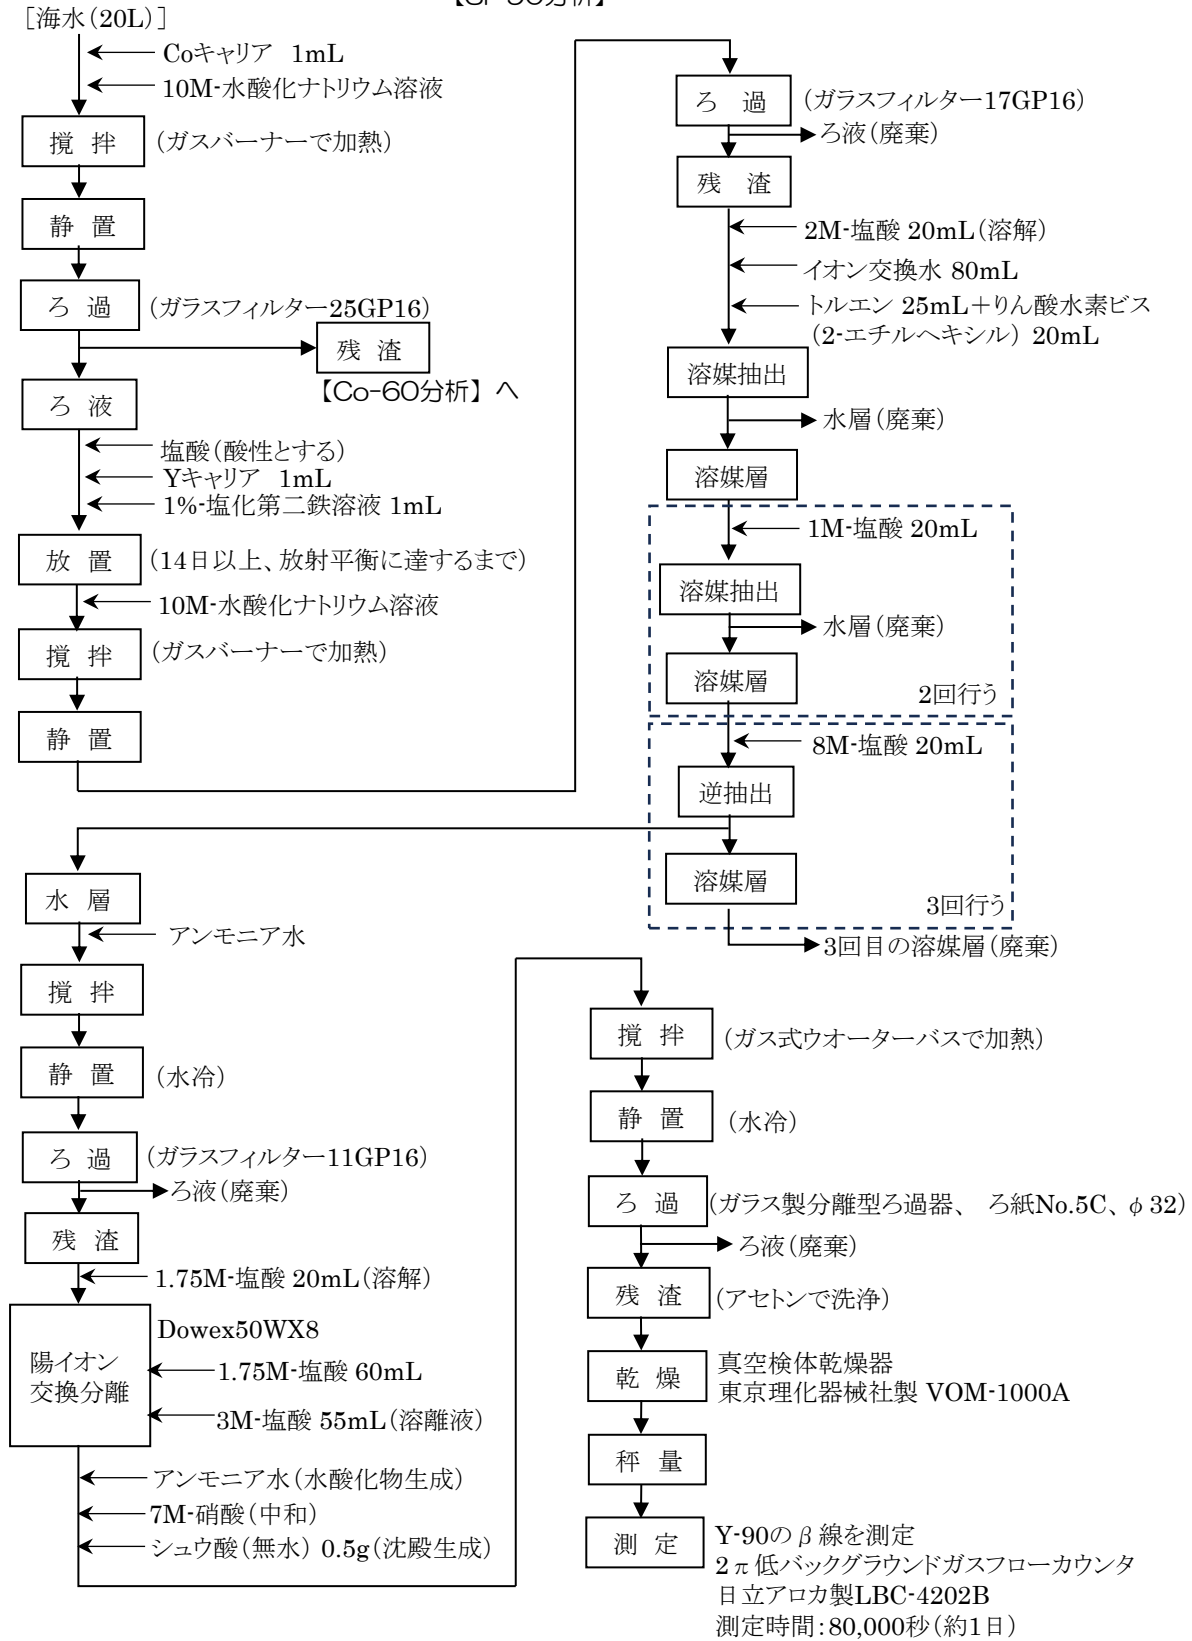 【Sr-90分析】
[海水(20L)]
Coキャリア 1mL
10M-水酸化ナトリウム溶液
攪 拌 (ガスバーナーで加熱)
静 置
ろ 過 (ガラスフィルター25GP16)
残 渣
【Co-60分析】 へ
ろ 液
塩酸(酸性とする)
Yキャリア 1mL
1%-塩化第二鉄溶液 1mL
放 置 (14日以上、放射平衡に達するまで)
10M-水酸化ナトリウム溶液
攪 拌 (ガスバーナーで加熱)
静 置
ろ 過 (ガラスフィルター17GP16)
ろ液(廃棄)
残 渣
2M-塩酸 20mL(溶解)
イオン交換水 80mL
トルエン 25mL+りん酸水素ビス
(2-エチルヘキシル) 20mL
溶媒抽出
水層(廃棄)
溶媒層
1M-塩酸 20mL
溶媒抽出
水層(廃棄)
溶媒層
2回行う
8M-塩酸 20mL
逆抽出
溶媒層
3回行う
3回目の溶媒層(廃棄)
水 層
アンモニア水
攪 拌
静 置 (水冷)
ろ 過 (ガラスフィルター11GP16)
ろ液(廃棄)
残 渣
1.75M-塩酸 20mL(溶解)
Dowex50WX8
陽イオン
交換分離
1.75M-塩酸 60mL
3M-塩酸 55mL(溶離液)
アンモニア水(水酸化物生成)
7M-硝酸(中和)
シュウ酸(無水) 0.5g(沈殿生成)
攪 拌 (ガス式ウオーターバスで加熱)
静 置 (水冷)
ろ 過 (ガラス製分離型ろ過器、 ろ紙No.5C、φ32)
ろ液(廃棄)
残 渣 (アセトンで洗浄)
乾 燥 真空検体乾燥器
東京理化器械社製 VOM-1000A
秤 量
測 定 Y-90のβ線を測定
2π低バックグラウンドガスフローカウンタ
日立アロカ製LBC-4202B
測定時間:80,000秒(約1日)